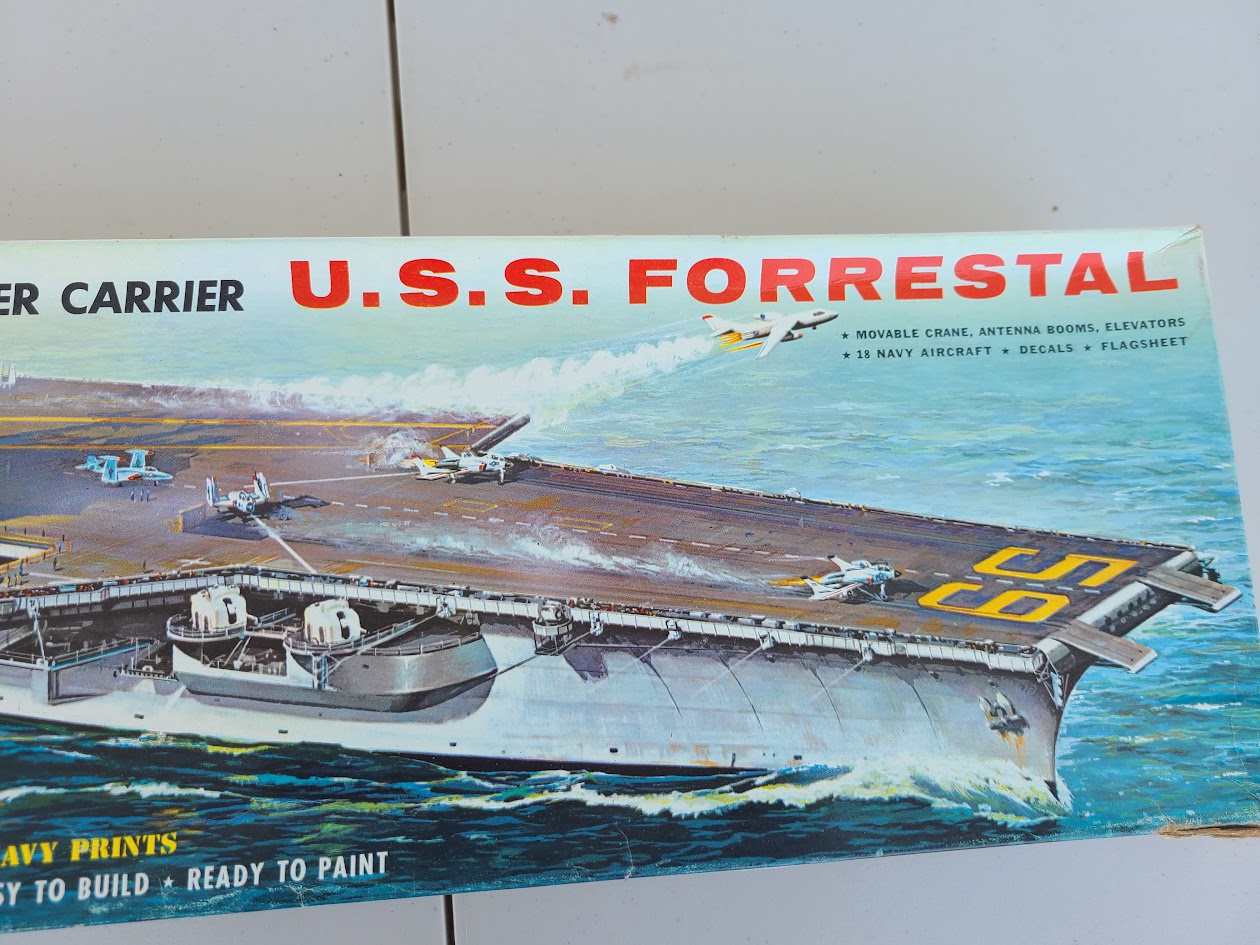 ER CARRIER U.S.S. FORRESTAL
★ MOVABLE CRANE, ANTENNA BOOMS, ELEVATORS
★ 18 NAVY AIRCRAFT ★ DECALS ★ FLAGSHEET
59
AVY PRINTS
SY TO BUILD ★ READY TO PAINT